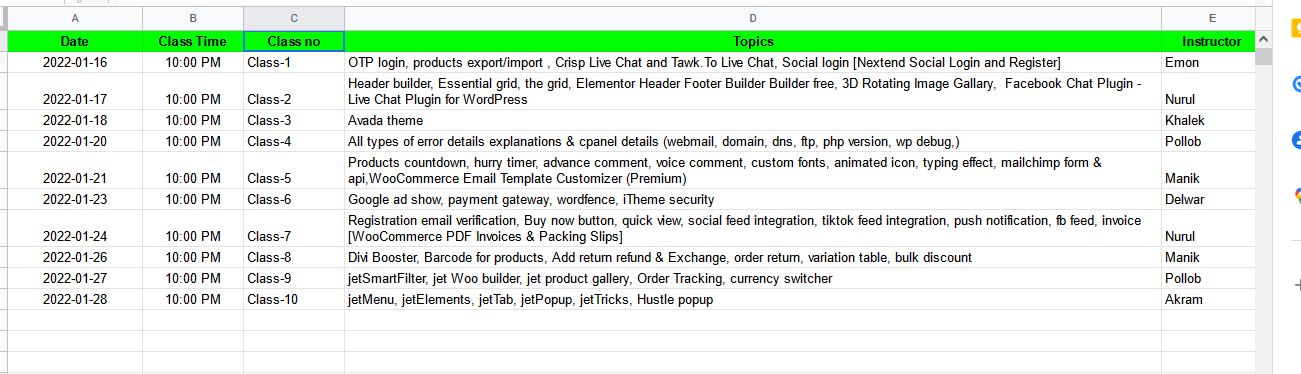 A B C D E
Date Class Time Class no Topics Instructor
2022-01-16 10:00 PM Class-1 OTP login, products export/import , Crisp Live Chat and Tawk.To Live Chat, Social login [Nextend Social Login and Register] Emon
Header builder, Essential grid, the grid, Elementor Header Footer Builder Builder free, 3D Rotating Image Gallary,  Facebook Chat Plugin -
2022-01-17 10:00 PM Class-2 Live Chat Plugin for WordPress Nurul
2022-01-18 10:00 PM Class-3 Avada theme Khalek
2022-01-20 10:00 PM Class-4 All types of error details explanations & cpanel details (webmail, domain, dns, ftp, php version, wp debug,) Pollob
Products countdown, hurry timer, advance comment, voice comment, custom fonts, animated icon, typing effect, mailchimp form &
2022-01-21 10:00 PM Class-5 api,WooCommerce Email Template Customizer (Premium) Manik
2022-01-23 10:00 PM Class-6 Google ad show, payment gateway, wordfence, iTheme security Delwar
Registration email verification, Buy now button, quick view, social feed integration, tiktok feed integration, push notification, fb feed, invoice
2022-01-24 10:00 PM Class-7 [WooCommerce PDF Invoices & Packing Slips] Nurul
2022-01-26 10:00 PM Class-8 Divi Booster, Barcode for products, Add return refund & Exchange, order return, variation table, bulk discount Manik
2022-01-27 10:00 PM Class-9 jetSmartFilter, jet Woo builder, jet product gallery, Order Tracking, currency switcher Pollob
2022-01-28 10:00 PM Class-10 jetMenu, jetElements, jetTab, jetPopup, jetTricks, Hustle popup Akram